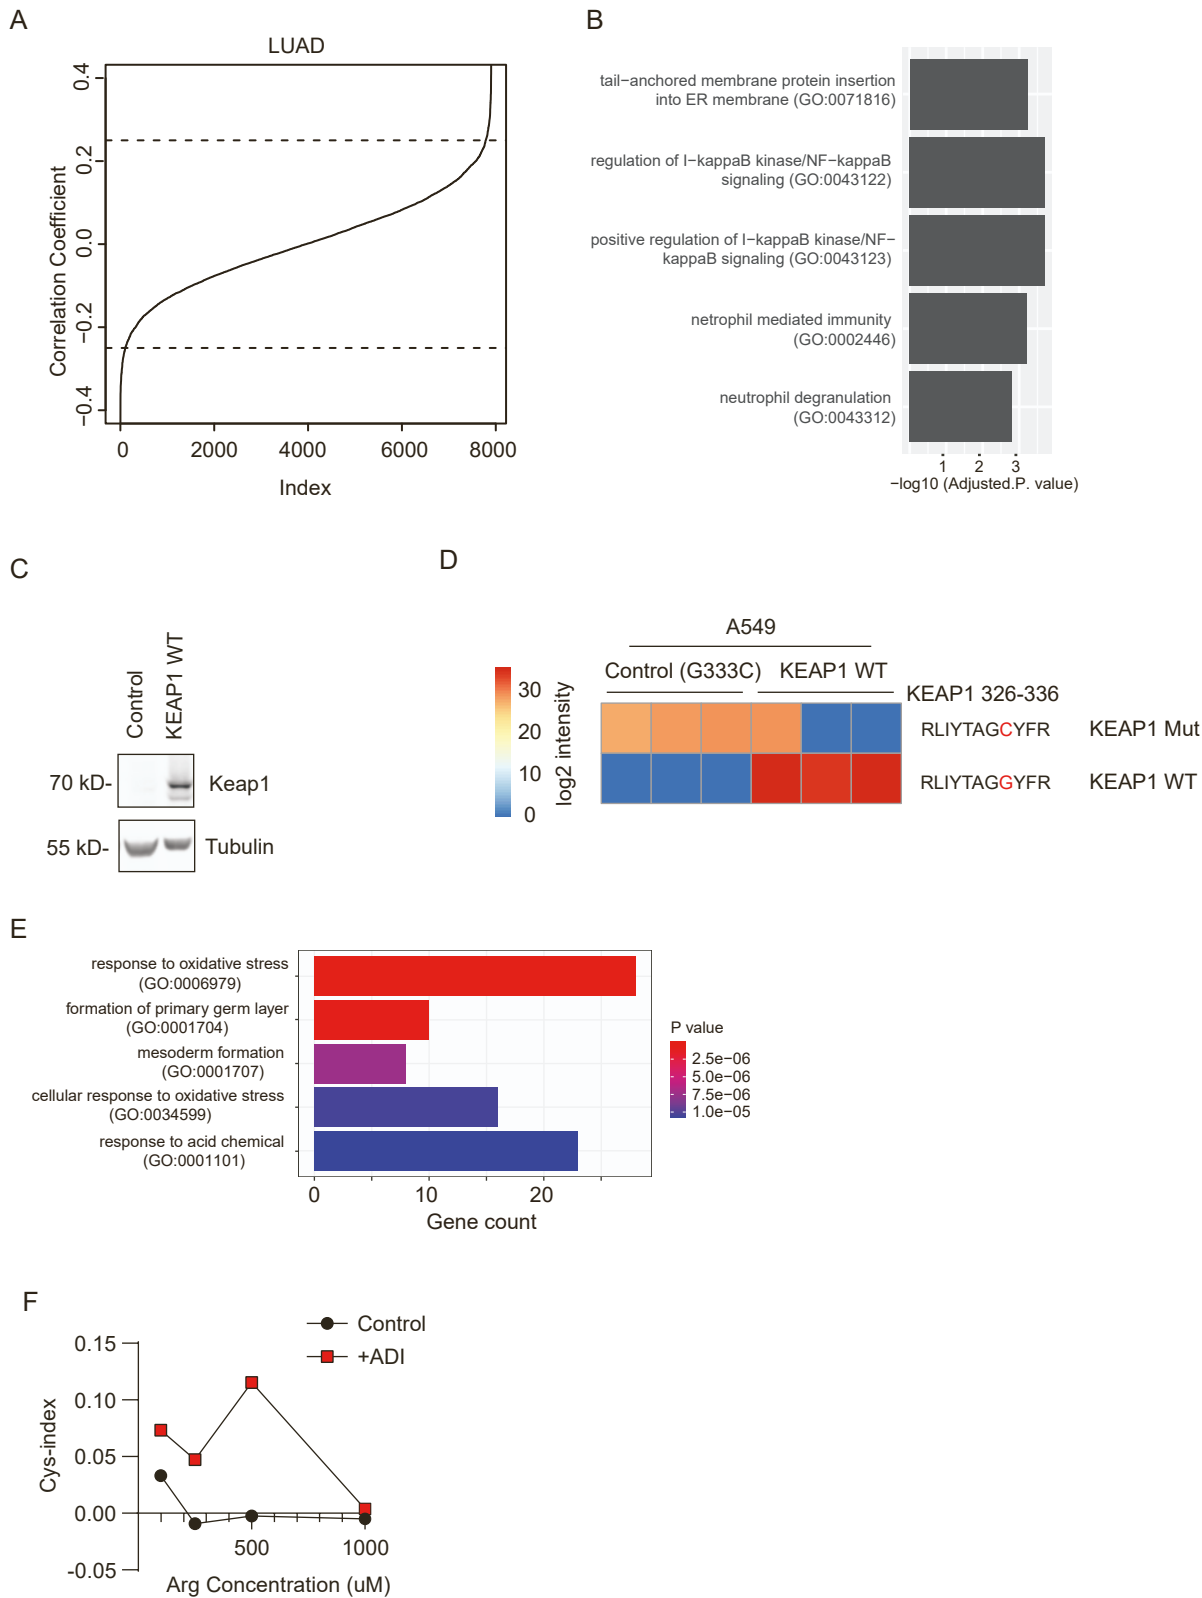 A
LUAD
0.4
0.2
0.0
−0.2
−0.4
Correlation Coefficient
0
2000
4000
6000
8000
Index
B
tail−anchored membrane protein insertion
into ER membrane (GO:0071816)
regulation of I−kappaB kinase/NF−kappaB
signaling (GO:0043122)
positive regulation of I−kappaB kinase/NF−
kappaB signaling (GO:0043123)
netrophil mediated immunity
(GO:0002446)
neutrophil degranulation
(GO:0043312)
1 2 3
−log10 (Adjusted.P. value)
C
Control
KEAP1 WT
70 kD-
Keap1
55 kD-
Tubulin
D
A549
Control (G333C)
KEAP1 WT
KEAP1 326-336
30
20
10
0
log2 intensity
RLIYTAGCYFR
KEAP1 Mut
RLIYTAGGYFR
KEAP1 WT
E
response to oxidative stress
(GO:0006979)
formation of primary germ layer
(GO:0001704)
mesoderm formation
(GO:0001707)
cellular response to oxidative stress
(GO:0034599)
response to acid chemical
(GO:0001101)
0
10
20
Gene count
P value
2.5e−06
5.0e−06
7.5e−06
1.0e−05
F
Control
+ADI
0.15
0.10
0.05
0.00
-0.05
Cys-index
500
1000
Arg Concentration (uM)